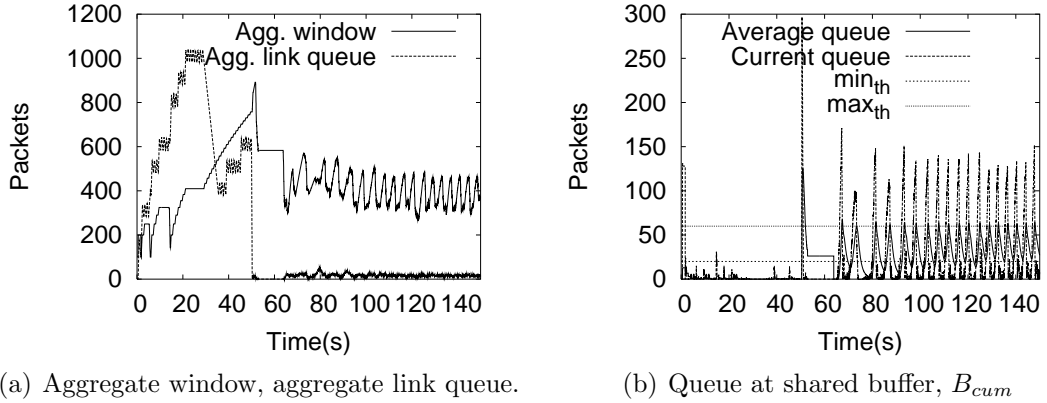 1200
1000
800
600
400
200
0
Packets
Agg. window
Agg. link queue
0 20 40 60 80 100 120 140
Time(s)
(a) Aggregate window, aggregate link queue.
300
250
200
150
100
50
0
Packets
Average queue
Current queue
min_th
max_th
0 20 40 60 80 100 120 140
Time(s)
(b) Queue at shared buffer, B_cum